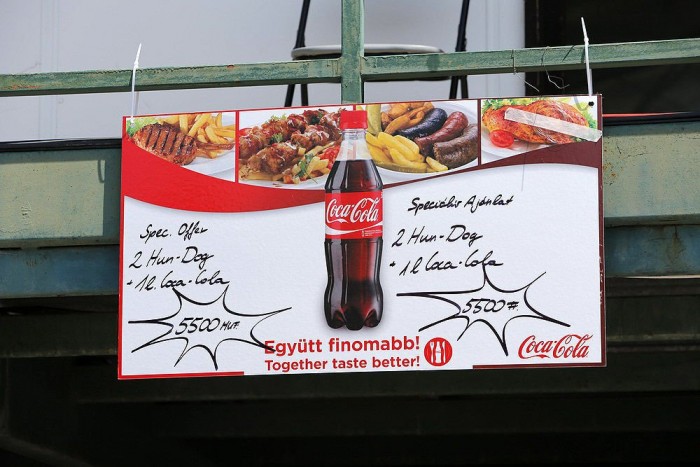 Spec. Offer
2 Hun-Dog
+ 1l. Coca-Cola
5500 HUF.
Coca-Cola
Speciális Ajánlat
2 Hun-Dog
+ 1l. Coca-Cola
5500 Ft.
Együtt finomabb!
Together taste better!
Coca-Cola